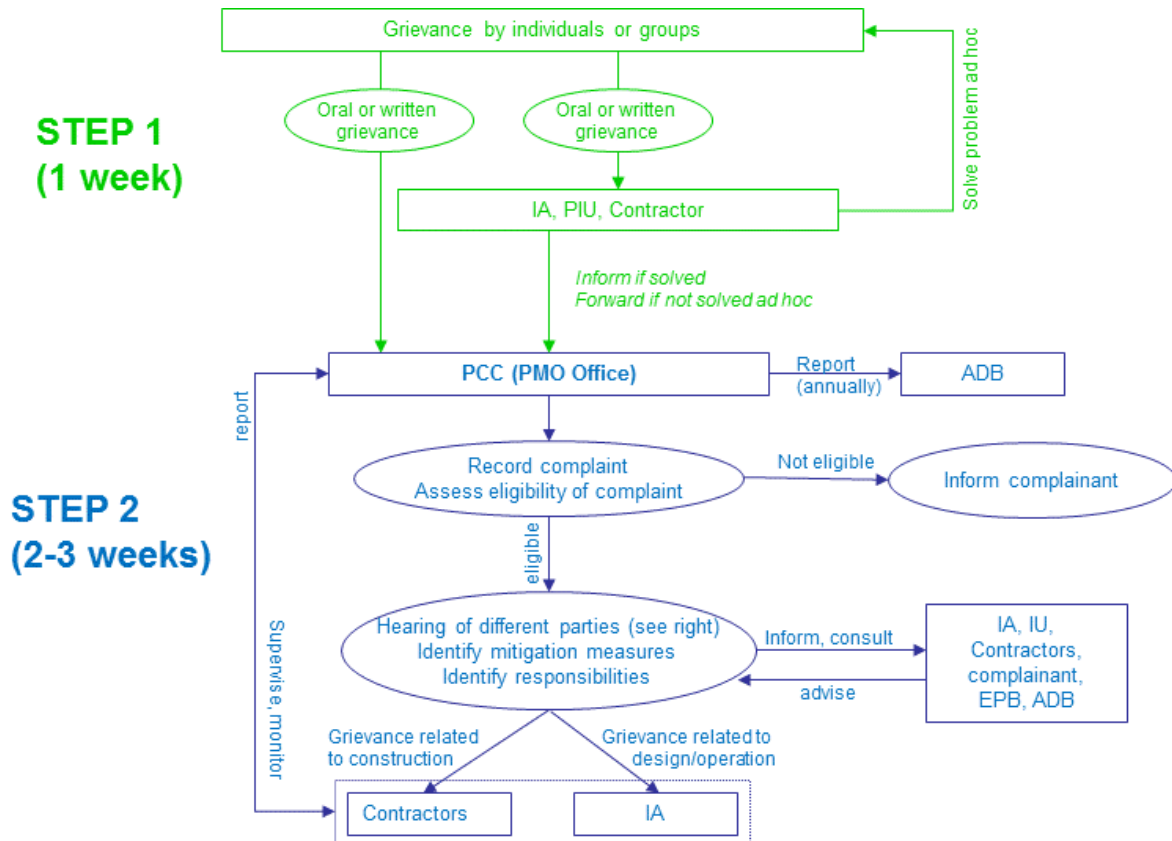 Grievance by individuals or groups
Oral or written
grievance
Oral or written
grievance
Solve problem ad hoc
STEP 1
(1 week)
IA, PIU, Contractor
Inform if solved
Forward if not solved ad hoc
PCC (PMO Office)
Report
(annually)
ADB
report
Record complaint
Assess eligibility of complaint
Not eligible
Inform complainant
STEP 2
(2-3 weeks)
eligible
Hearing of different parties (see right)
Identify mitigation measures
Identify responsibilities
Inform, consult
advise
IA, IU,
Contractors,
complainant,
EPB, ADB
Supervise, monitor
Grievance related
to construction
Grievance related to
design/operation
Contractors
IA